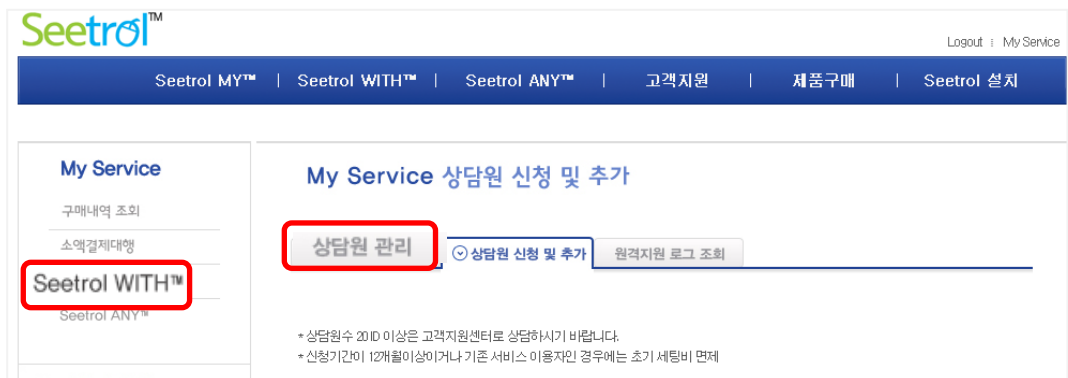 Seetrol™
Logout | My Service
Seetrol MY™ | Seetrol WITH™ | Seetrol ANY™ | 고객지원 | 제품구매 | Seetrol 설치
My Service
구매내역 조회
소액결제대행
Seetrol WITH™
Seetrol ANY™
My Service 상담원 신청 및 추가
상담원 관리 상담원 신청 및 추가 원격지원 로그 조회
* 상담원수 20ID 이상은 고객지원센터로 상담하시기 바랍니다.
* 신청기간이 12개월이상이거나 기존 서비스 이용자인 경우에는 초기 세팅비 면제